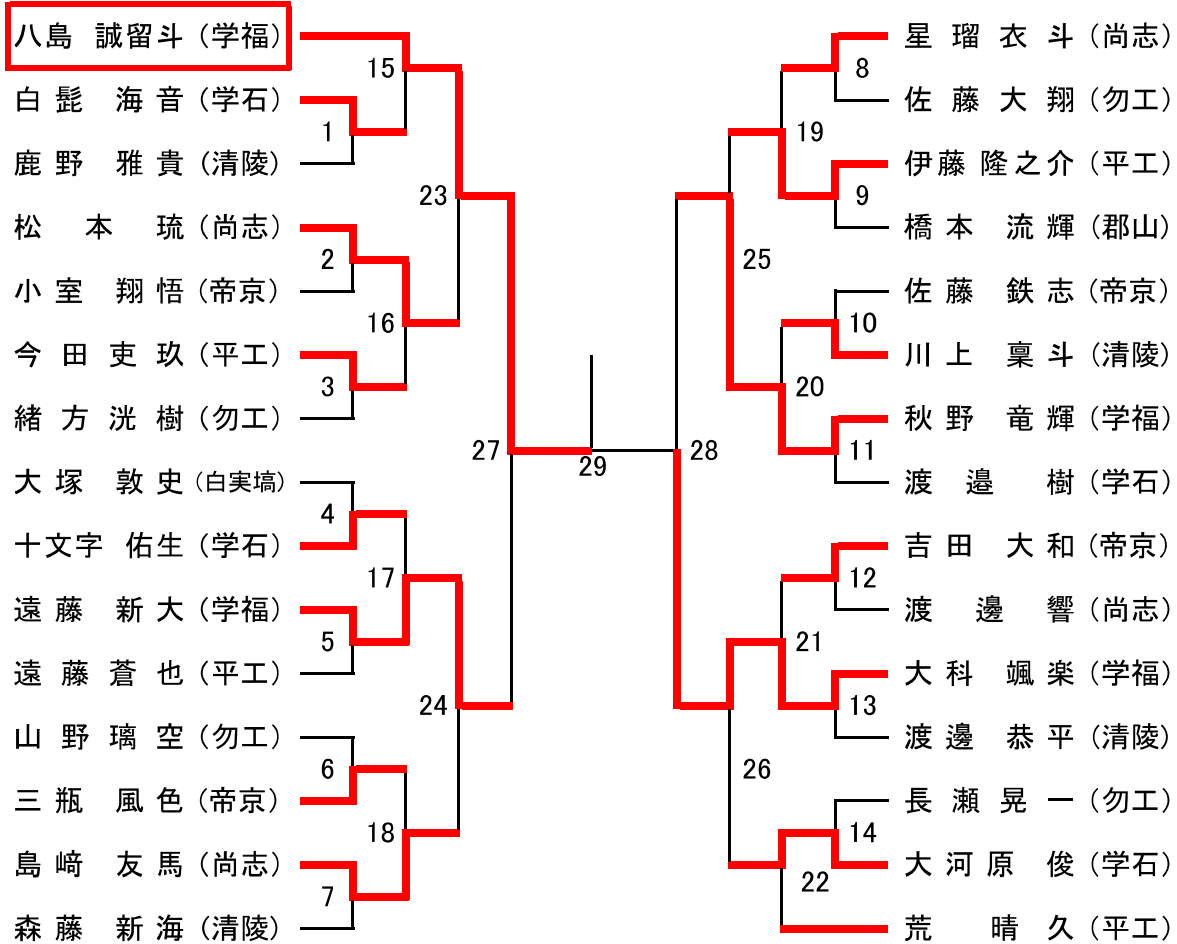 八島 誠留斗(学福)
白髭 海音(学石)
鹿野 雅貴(清陵)
松本 琉(尚志)
小室 翔悟(帝京)
今田吏玖(平工)
緒方洸樹(勿工)
大塚 敦史(白実塙)
十文字 佑生(学石)
遠藤 新大(学福)
遠藤蒼也(平工)
山野璃空(勿工)
三瓶 風色(帝京)
島﨑 友馬(尚志)
森藤 新海(清陵)
15
1
23
2
16
3
27
4
17
5
24
6
18
7
29
28
8
19
9
25
10
20
11
12
21
13
26
14
22
星瑠衣斗(尚志)
佐藤大翔(勿工)
伊藤隆之介(平工)
橋本 流輝(郡山)
佐藤 鉄志(帝京)
川上 稟斗(清陵)
秋野 竜輝(学福)
渡邉 樹(学石)
吉田 大和(帝京)
渡邊 響(尚志)
大科 颯楽(学福)
渡邊 恭平(清陵)
長瀬晃一(勿工)
大河原 俊(学石)
荒 晴久(平工)